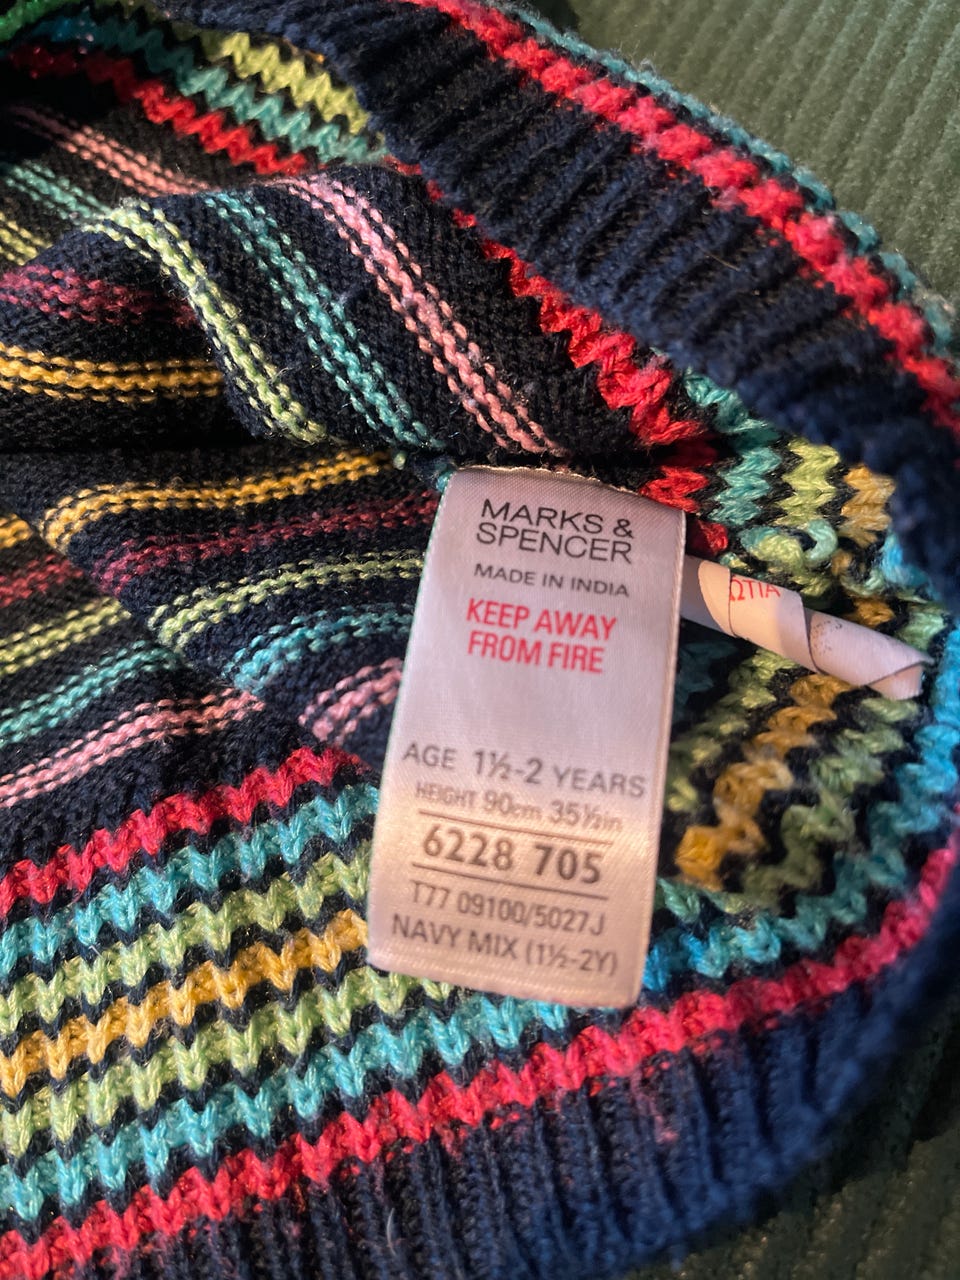 MARKS &
SPENCER
MADE IN INDIA
KEEP AWAY
FROM FIRE
AGE 1½-2 YEARS
HEIGHT 90cm 35½in
6228 705
T77 09100/5027J
NAVY MIX (1½-2Y)
ΩΤΙΑ